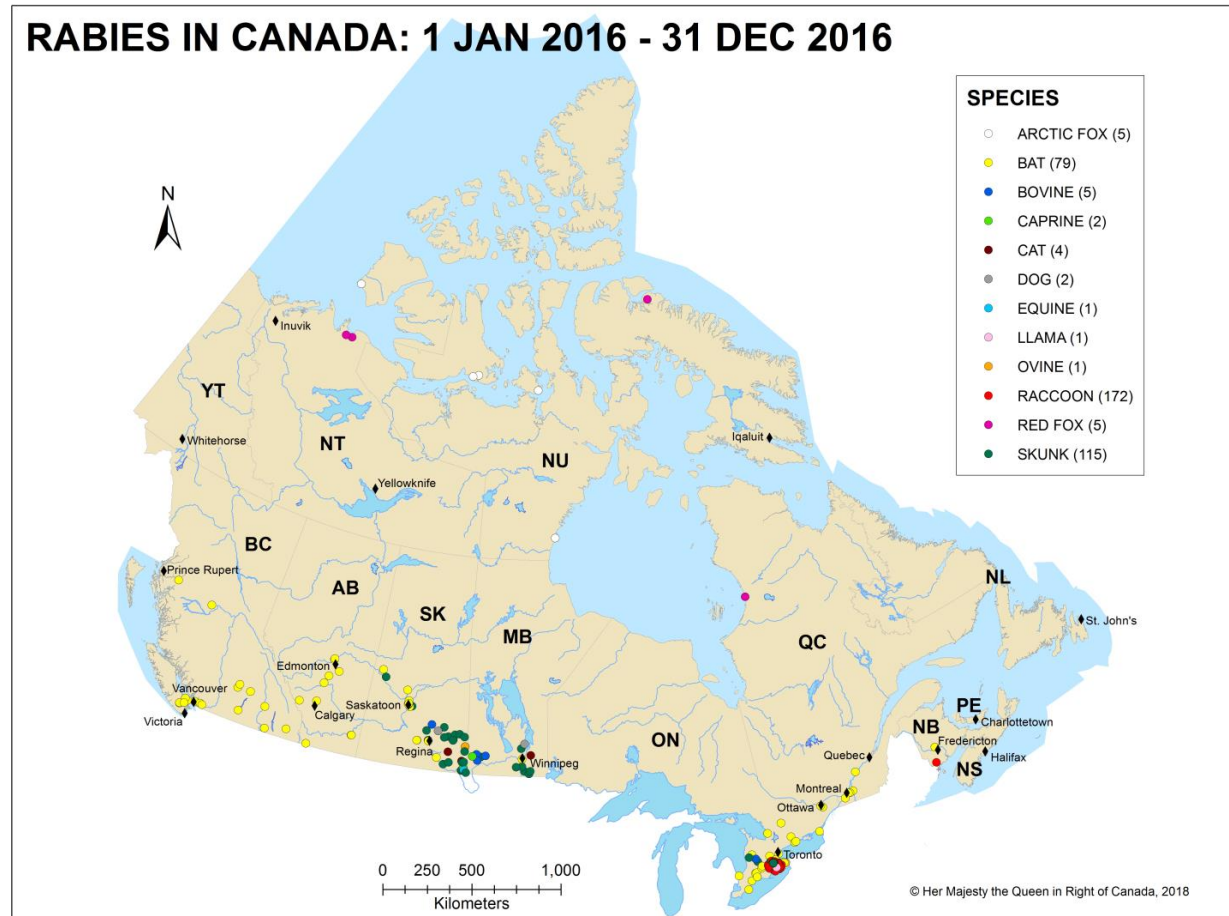 RABIES IN CANADA: 1 JAN 2016 - 31 DEC 2016
SPECIES
ARCTIC FOX (5)
BAT (79)
BOVINE (5)
CAPRINE (2)
CAT (4)
DOG (2)
EQUINE (1)
LLAMA (1)
OVINE (1)
RACCOON (172)
RED FOX (5)
SKUNK (115)
N
Inuvik
YT
Whitehorse
NT
Iqaluit
NU
Yellowknife
BC
Prince Rupert
AB
NL
SK
St. John's
MB
QC
Edmonton
Vancouver
Saskatoon
PE
Victoria
Calgary
Charlottetown
NB
Regina
Fredericton
ON
Quebec
Halifax
Winnipeg
NS
Montreal
Ottawa
Toronto
0 250 500 1,000
Kilometers
© Her Majesty the Queen in Right of Canada, 2018